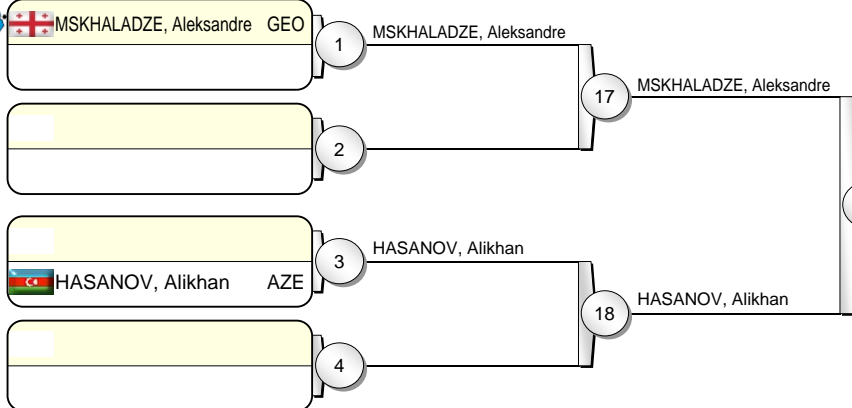 MSKHALADZE, Aleksandre GEO
1
MSKHALADZE, Aleksandre
17
MSKHALADZE, Aleksandre
2
3
HASANOV, Alikhan
HASANOV, Alikhan AZE
18
HASANOV, Alikhan
4